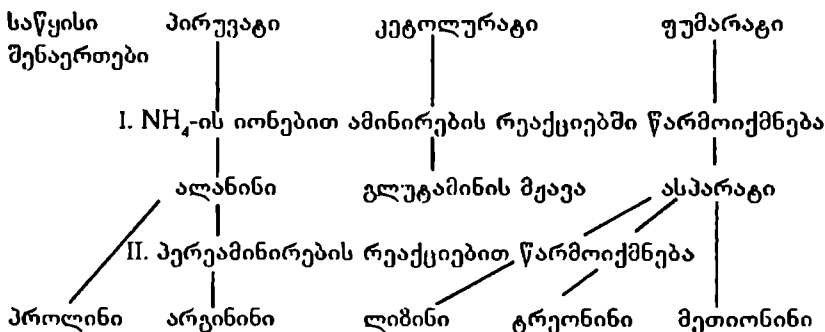 საწყისი პირუვატი კეტოლურატი ფუმარატი
შენაერთები
I. NH₄-ის იონებით ამინირების რეაქციებში წარმოიქმნება
ალანინი გლუტამინის მჟავა ასპარატი
II. პერეამინირების რეაქციებით წარმოიქმნება
პროლინი არგინინი ლიზინი ტრეონინი მეთიონინი